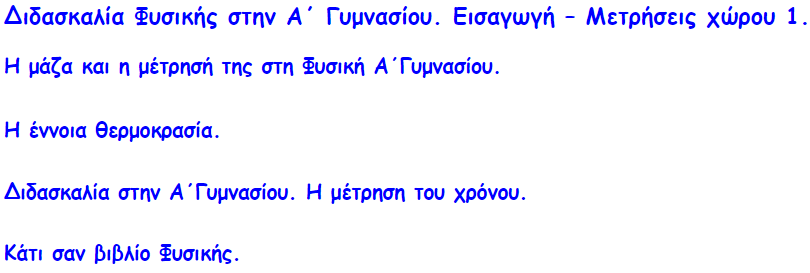 Διδασκαλία Φυσικής στην Α΄ Γυμνασίου. Εισαγωγή – Μετρήσεις χώρου 1.
Η μάζα και η μέτρησή της στη Φυσική Α΄Γυμνασίου.
Η έννοια θερμοκρασία.
Διδασκαλία στην Α΄Γυμνασίου. Η μέτρηση του χρόνου.
Κάτι σαν βιβλίο Φυσικής.